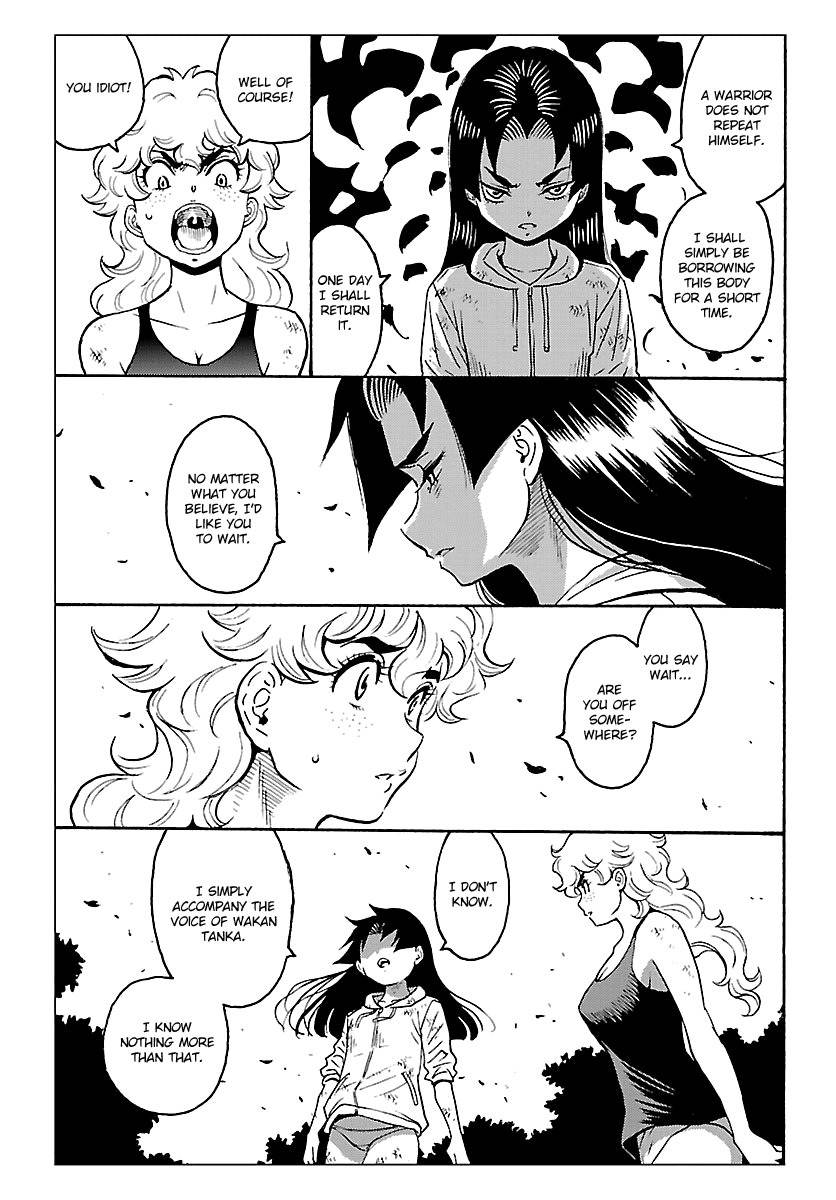 A WARRIOR
DOES NOT
REPEAT
HIMSELF.
I SHALL
SIMPLY BE
BORROWING
THIS BODY
FOR A SHORT
TIME.
ONE DAY
I SHALL
RETURN
IT.
WELL OF
COURSE!
YOU IDIOT!
NO MATTER
WHAT YOU
BELIEVE, I'D
LIKE YOU
TO WAIT.
YOU SAY
WAIT...
ARE
YOU OFF
SOME-
WHERE?
I DON'T
KNOW.
I SIMPLY
ACCOMPANY THE
VOICE OF WAKAN
TANKA.
I KNOW
NOTHING MORE
THAN THAT.